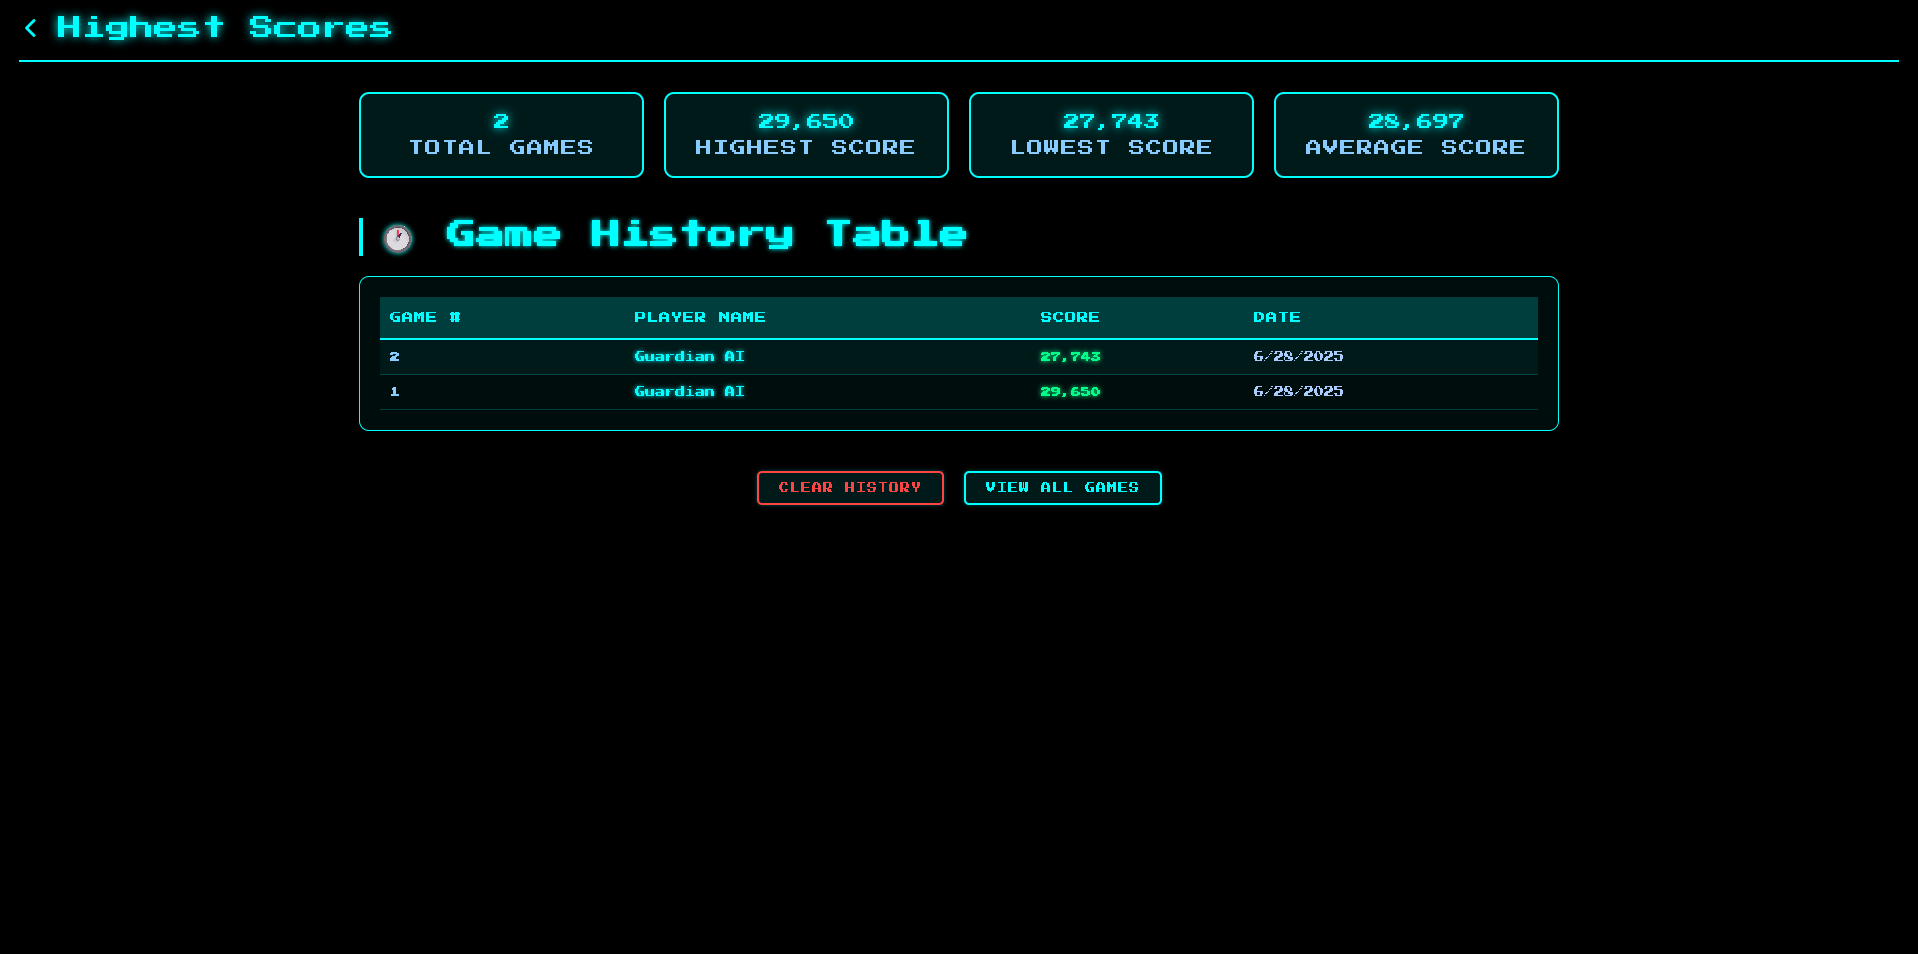 Highest Scores
2
TOTAL GAMES
29,650
HIGHEST SCORE
27,743
LOWEST SCORE
28,697
AVERAGE SCORE
Game History Table
GAME # PLAYER NAME SCORE DATE
2 Guardian AI 27,743 6/28/2025
1 Guardian AI 29,650 6/28/2025
CLEAR HISTORY VIEW ALL GAMES